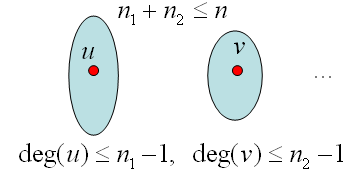 n₁ + n₂ ≤ n
u v ...
deg(u) ≤ n₁ −1, deg(v) ≤ n₂ −1